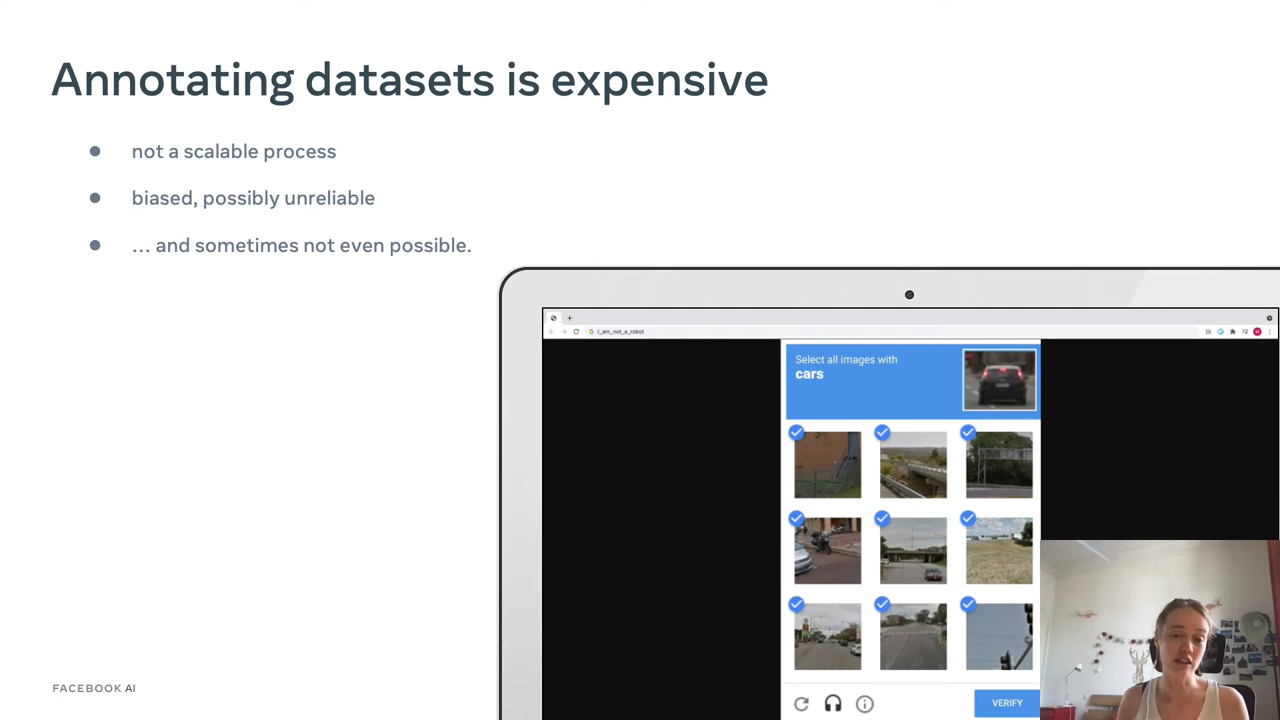 Annotating datasets is expensive
not a scalable process
biased, possibly unreliable
... and sometimes not even possible.
i_am_not_a_robot
Select all images with
cars
VERIFY
FACEBOOK AI